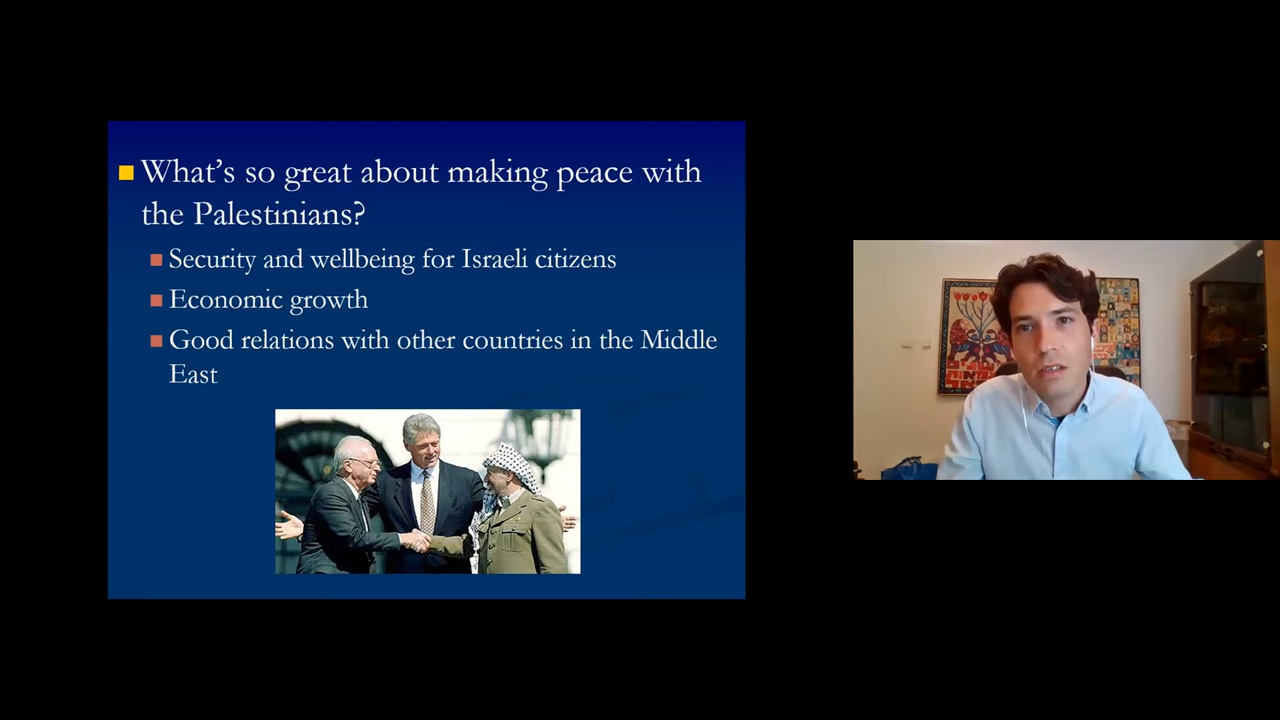 What's so great about making peace with
the Palestinians?
Security and wellbeing for Israeli citizens
Economic growth
Good relations with other countries in the Middle
East